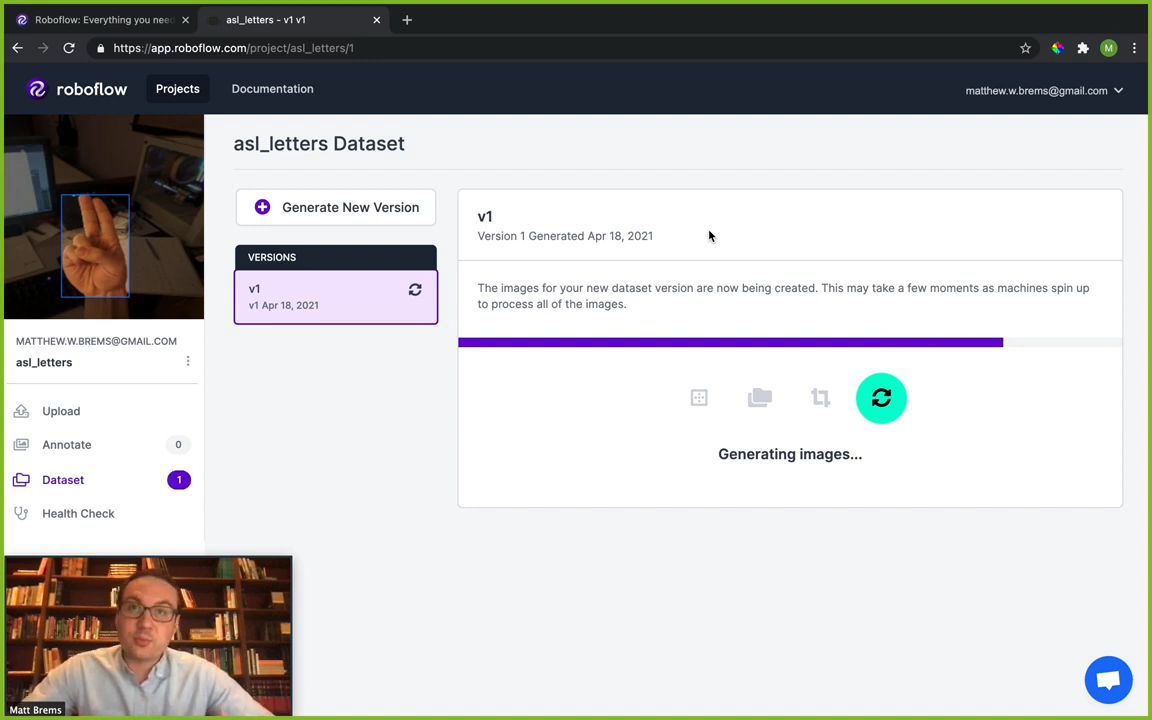 Roboflow: Everything you nee
asl_letters - v1 v1
https://app.roboflow.com/project/asl_letters/1
M
roboflow
Projects
Documentation
matthew.w.brems@gmail.com
asl_letters Dataset
Generate New Version
VERSIONS
v1
v1 Apr 18, 2021
v1
Version 1 Generated Apr 18, 2021
The images for your new dataset version are now being created. This may take a few moments as machines spin up
to process all of the images.
Generating images...
MATTHEW.W.BREMS@GMAIL.COM
asl_letters
Upload
Annotate 0
Dataset 1
Health Check
Matt Brems